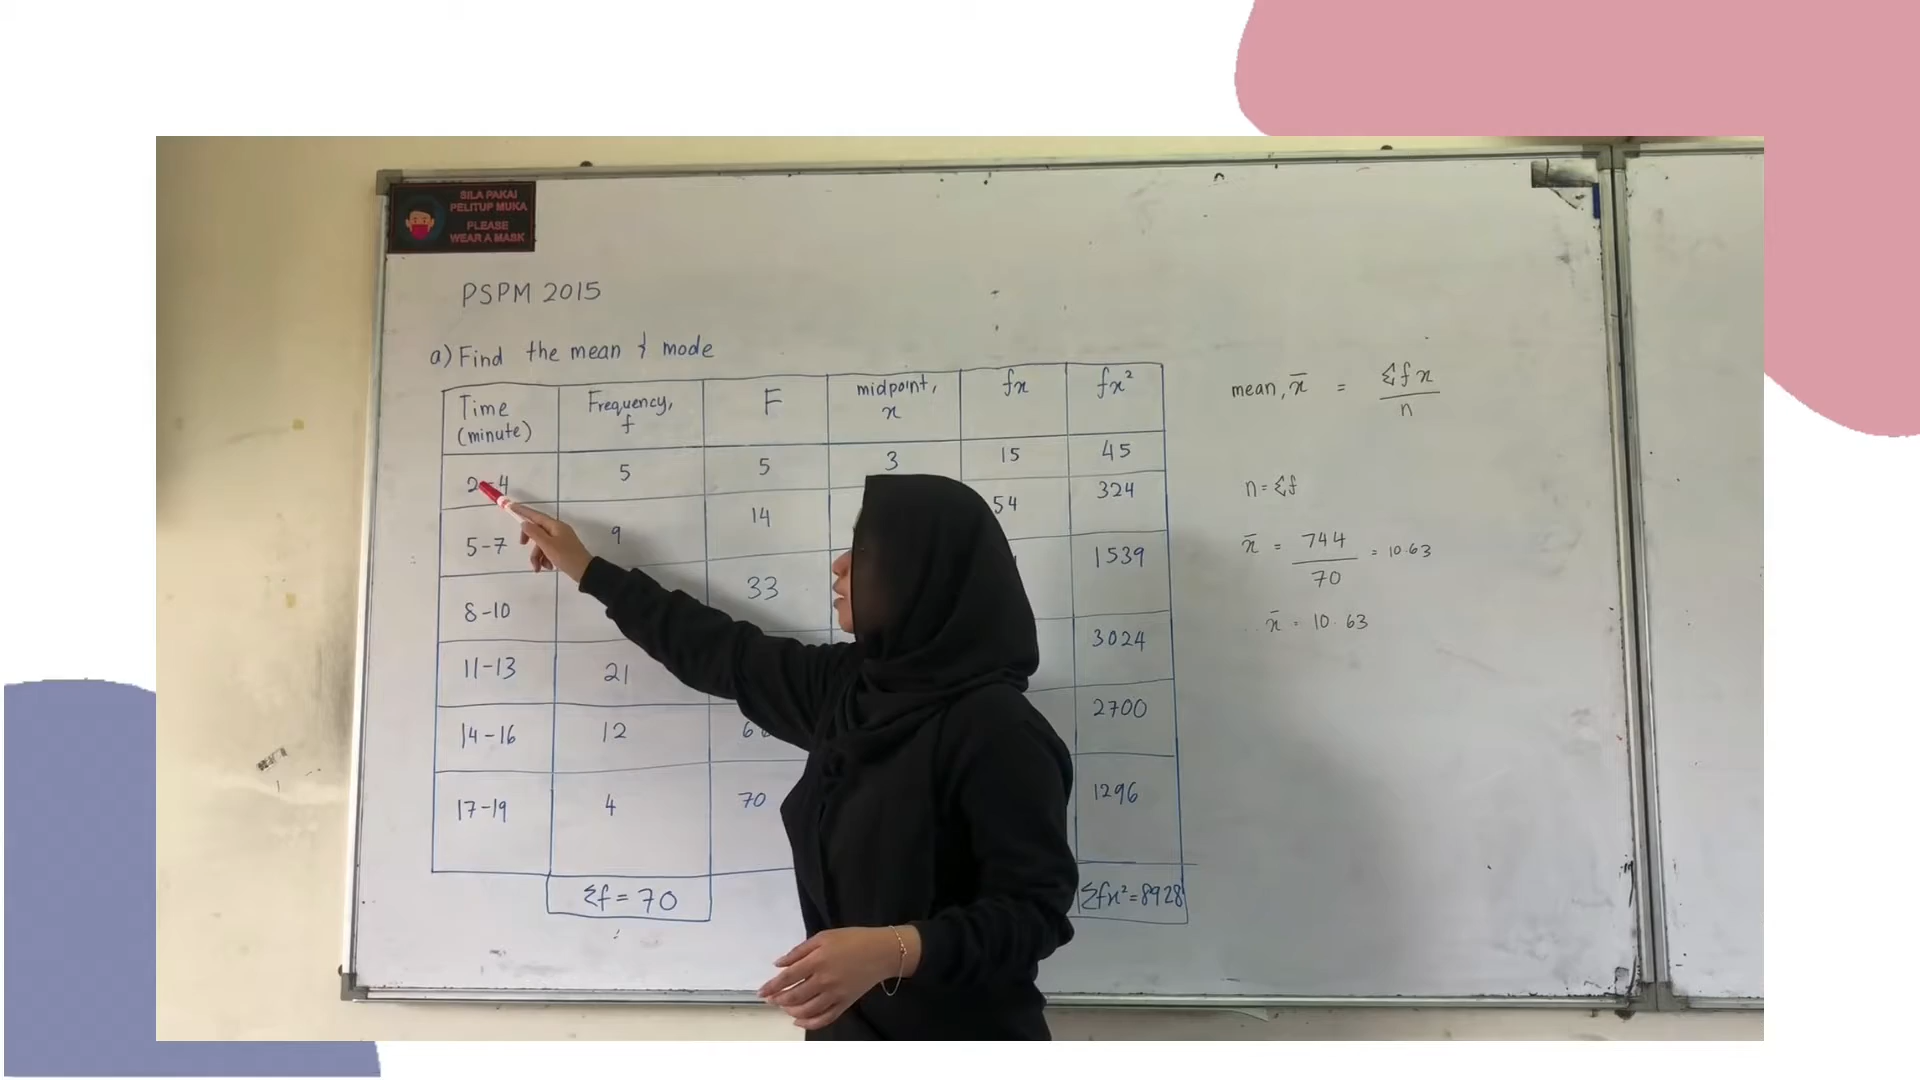 SILA PAKAI
PELITUP MUKA
PLEASE
WEAR A MASK
PSPM 2015
a) Find the mean & mode
Time (minute) Frequency, f F midpoint, x fx fx²
2-4 5 5 3 15 45
5-7 9 14 54 324
8-10 33 1539
11-13 21 3024
14-16 12 2700
17-19 4 70 1296
Σf = 70 Σfx² = 8928
mean, x̄ = Σfx / n
n = Σf
x̄ = 744 / 70 = 10.63
∴ x̄ = 10.63